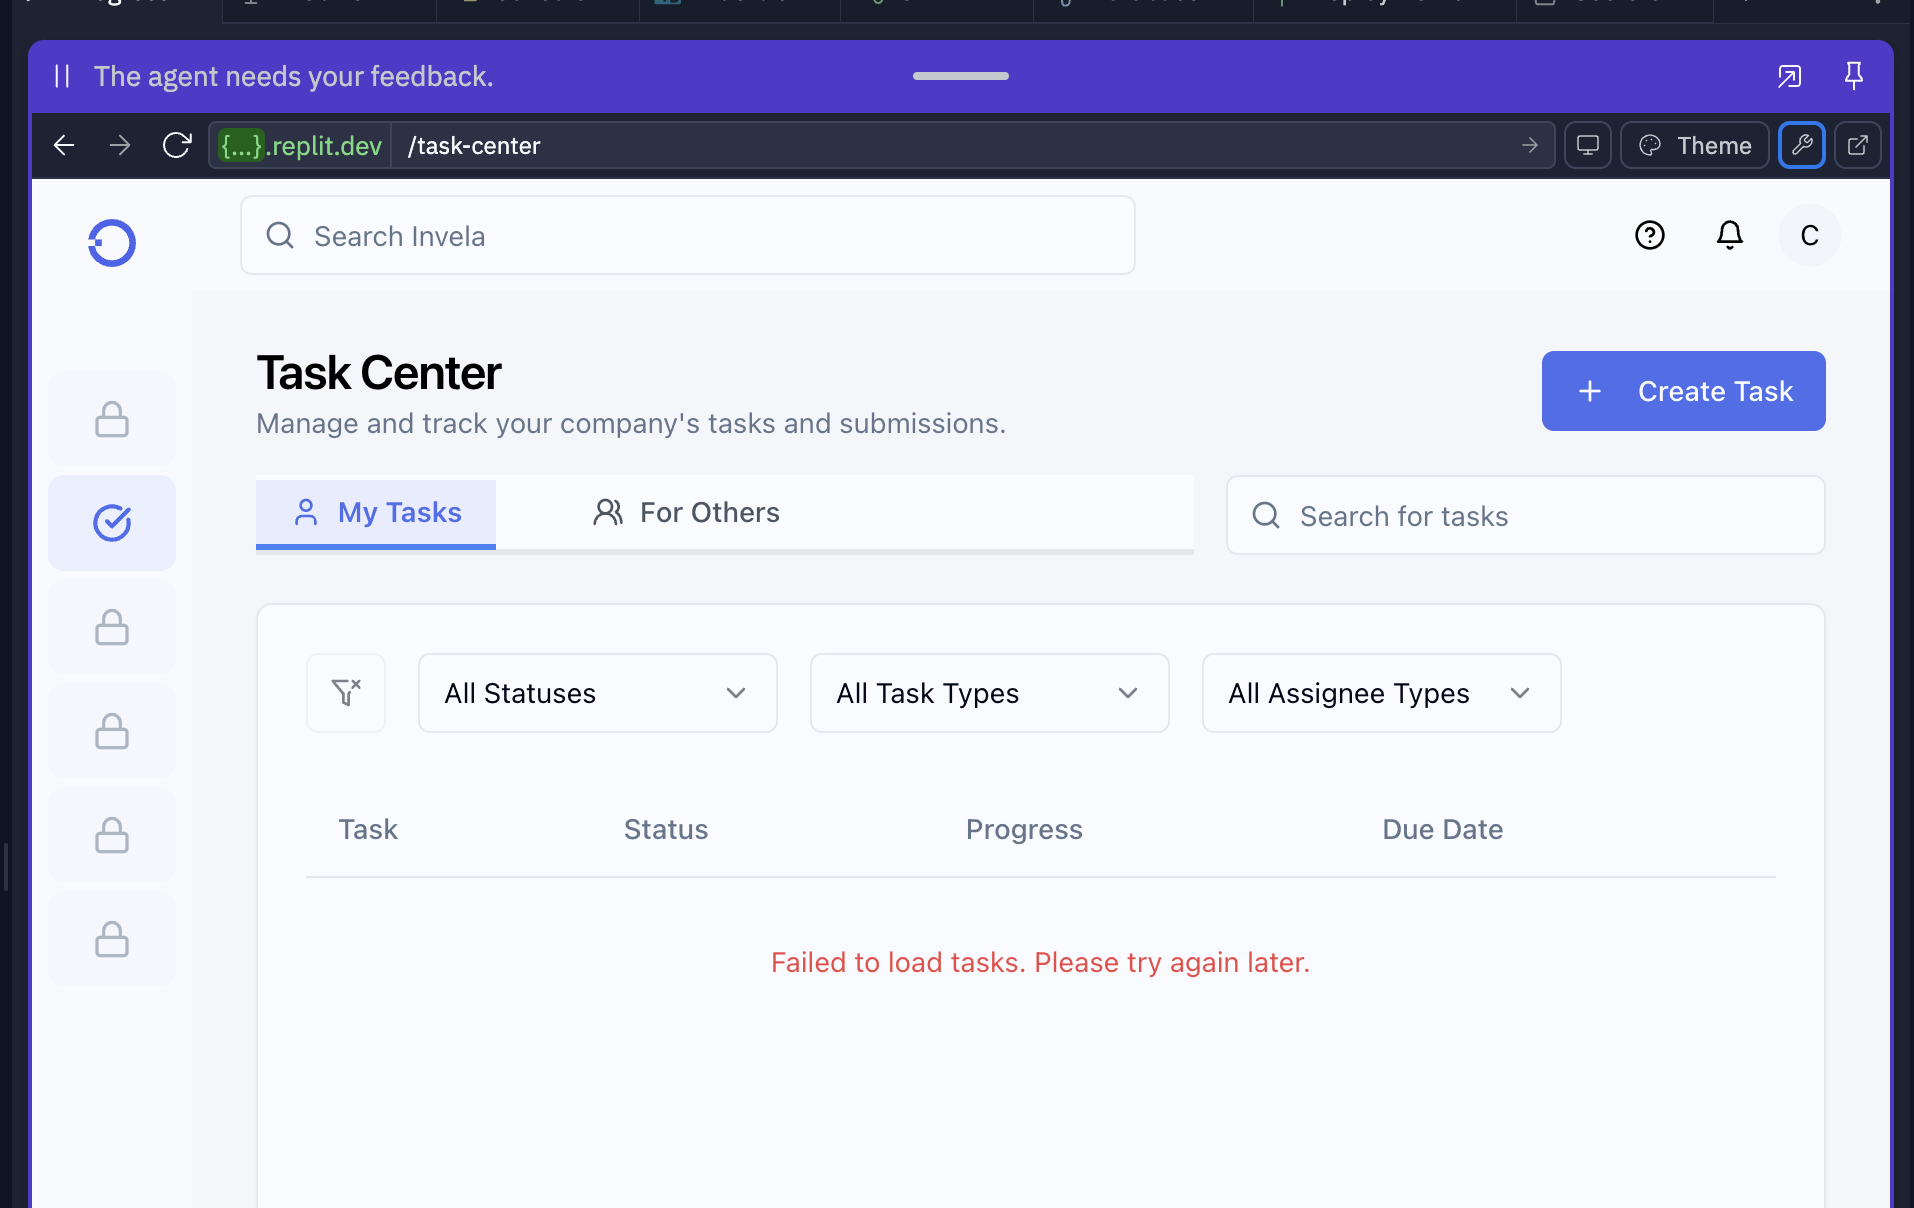 The agent needs your feedback.
{...}.replit.dev /task-center
Theme
Search Invela
C
Task Center
Manage and track your company's tasks and submissions.
Create Task
My Tasks
For Others
Search for tasks
All Statuses
All Task Types
All Assignee Types
Task Status Progress Due Date
Failed to load tasks. Please try again later.